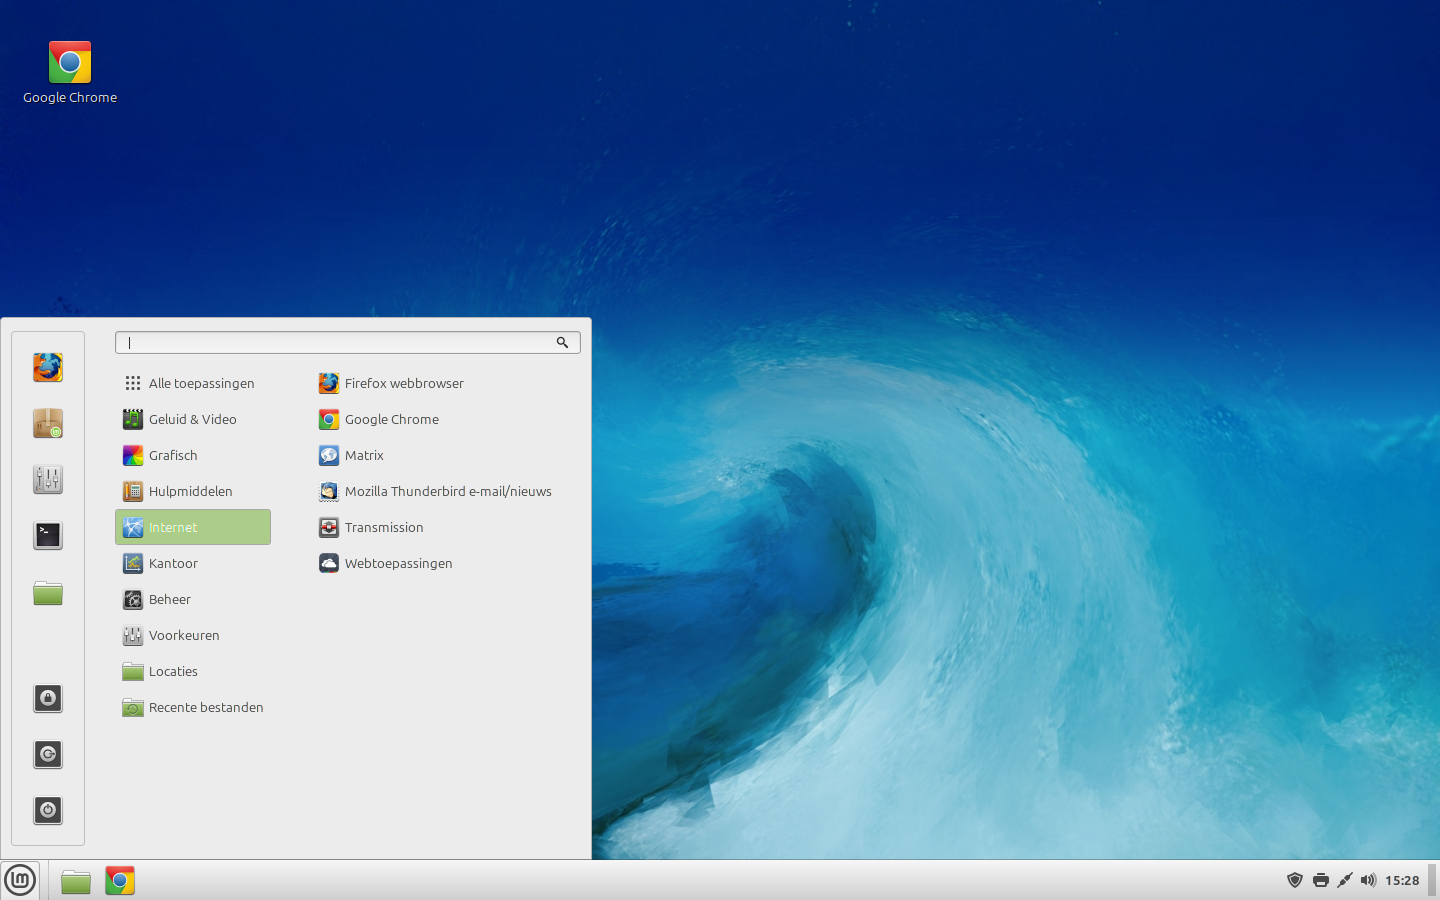 Google Chrome
Alle toepassingen
Geluid & Video
Grafisch
Hulpmiddelen
Internet
Kantoor
Beheer
Voorkeuren
Locaties
Recente bestanden
Firefox webbrowser
Google Chrome
Matrix
Mozilla Thunderbird e-mail/nieuws
Transmission
Webtoepassingen
15:28